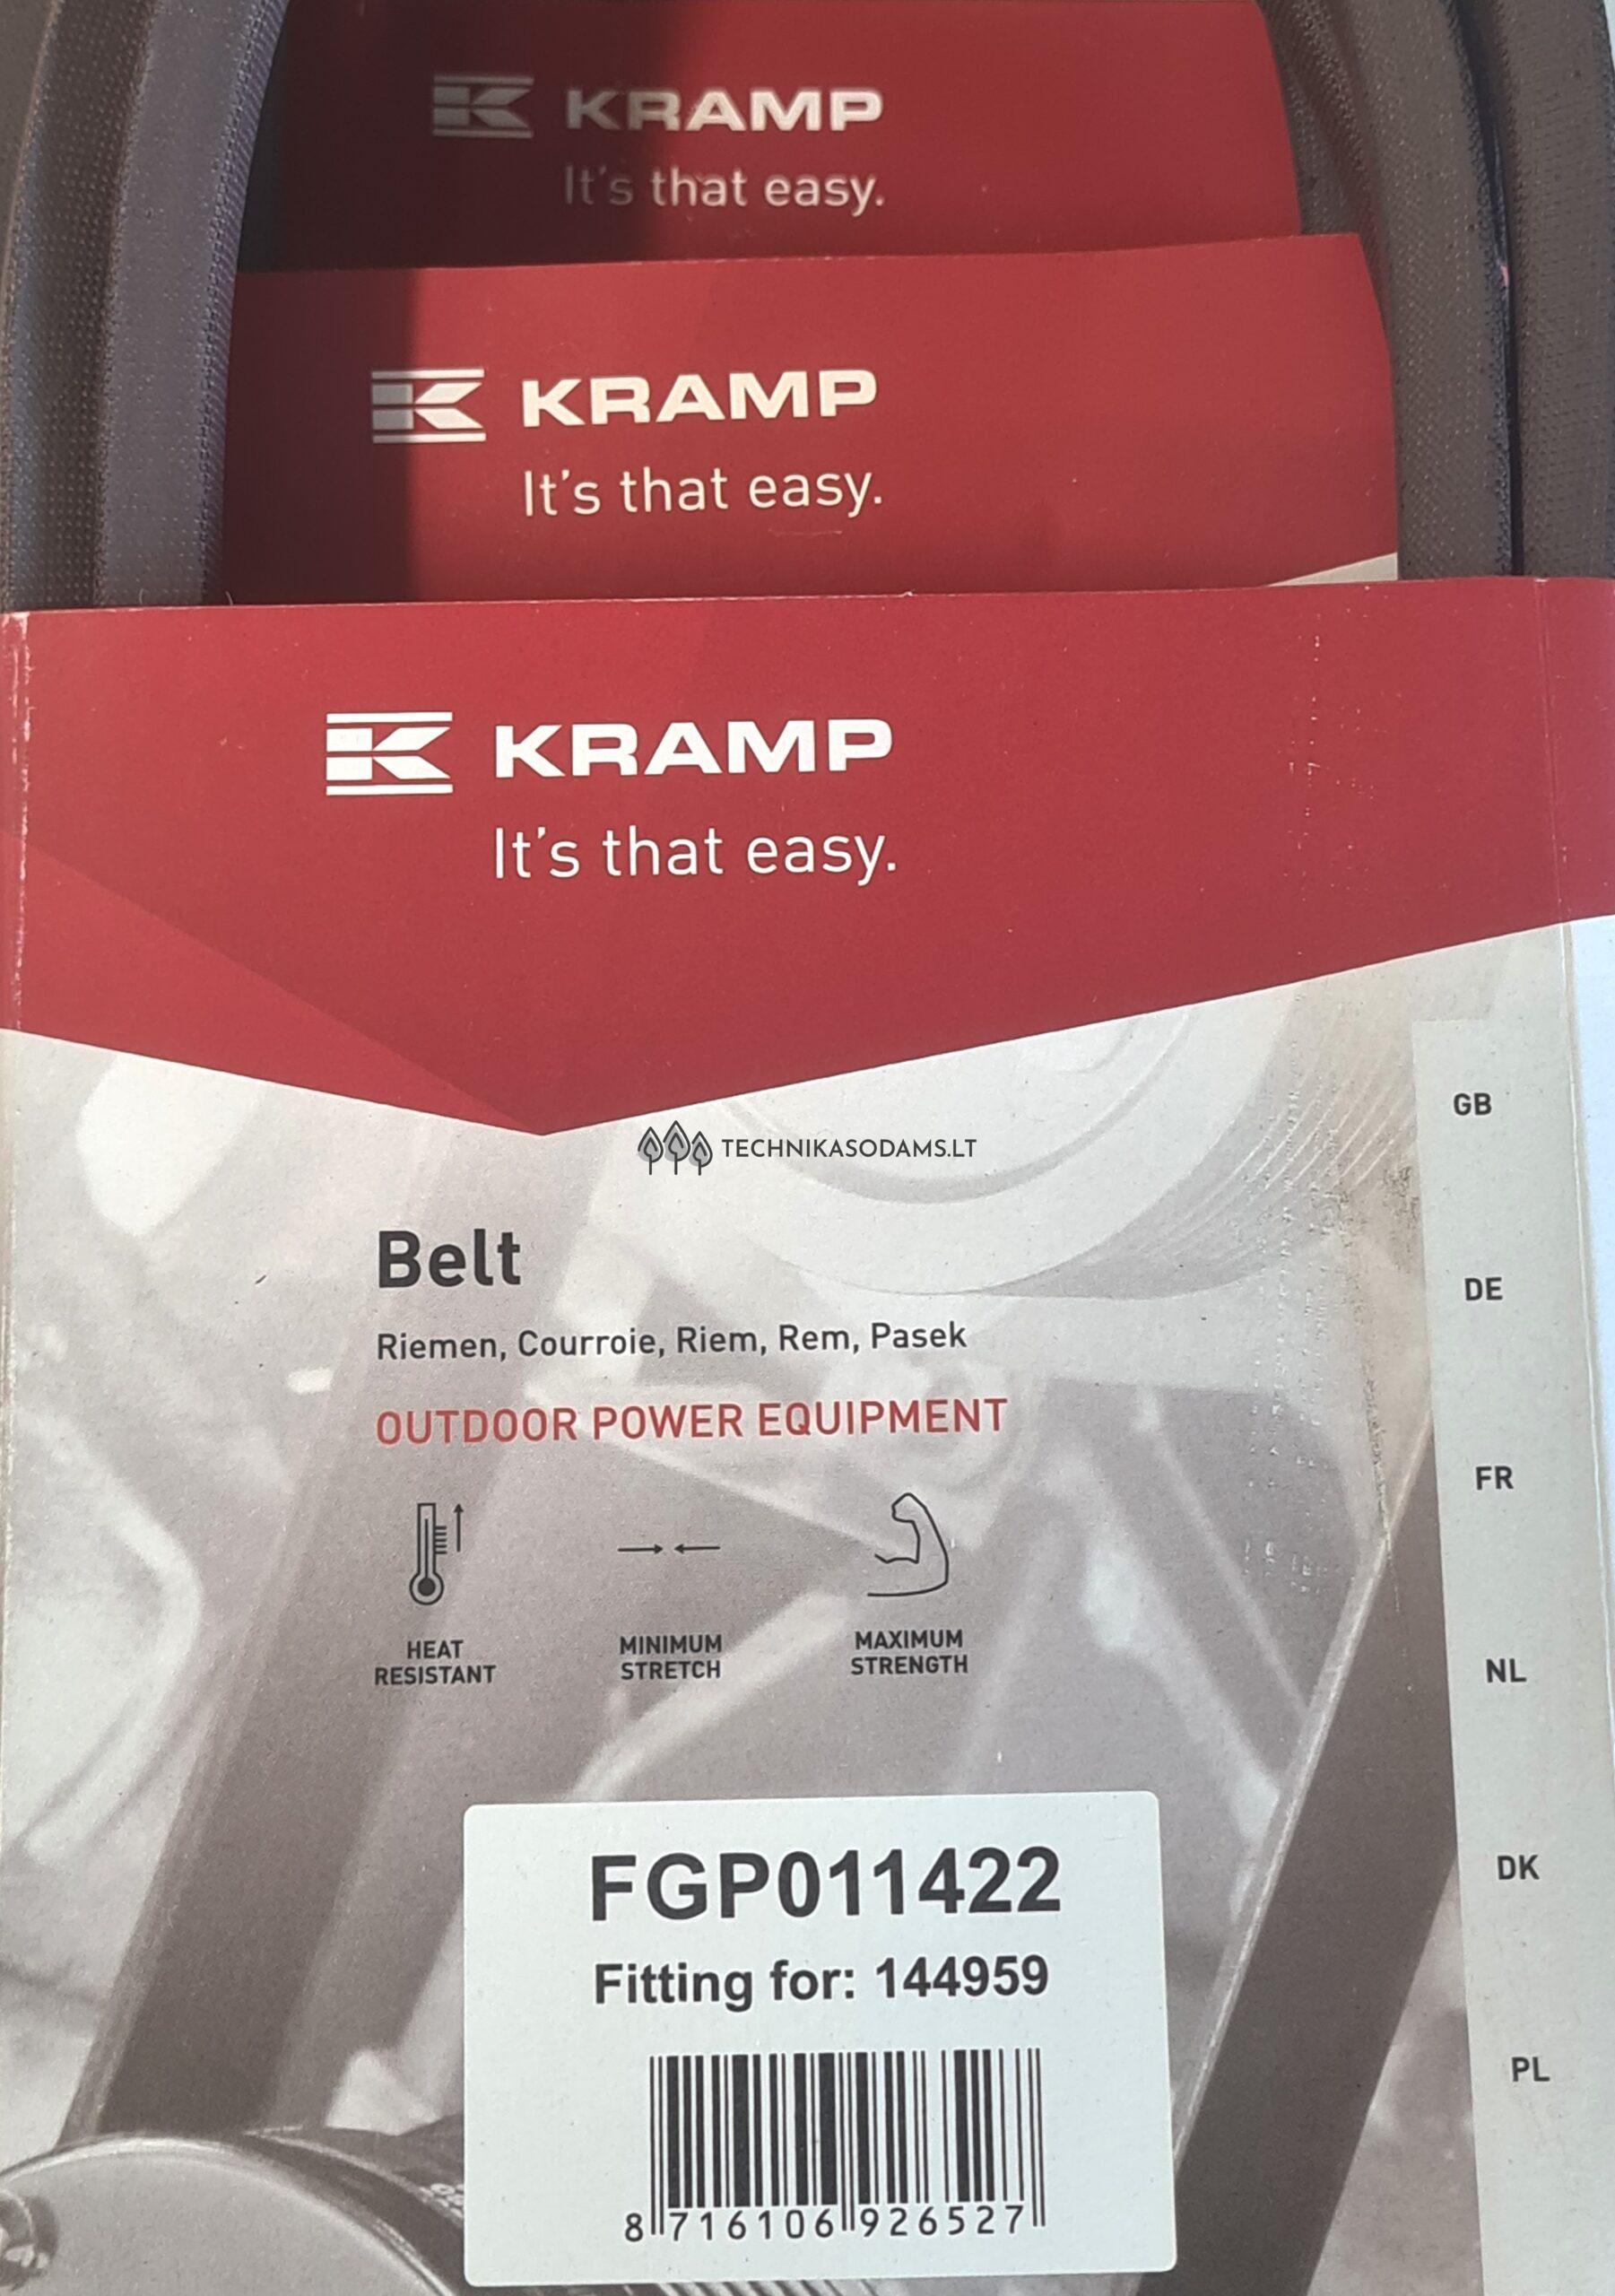 KRAMP
It's that easy.
KRAMP
It's that easy.
KRAMP
It's that easy.
TECHNIKASODAMS.LT
Belt
Riemen, Courroie, Riem, Rem, Pasek
OUTDOOR POWER EQUIPMENT
HEAT
RESISTANT
MINIMUM
STRETCH
MAXIMUM
STRENGTH
GB
DE
FR
NL
DK
PL
FGP011422
Fitting for: 144959
8 716106 926527